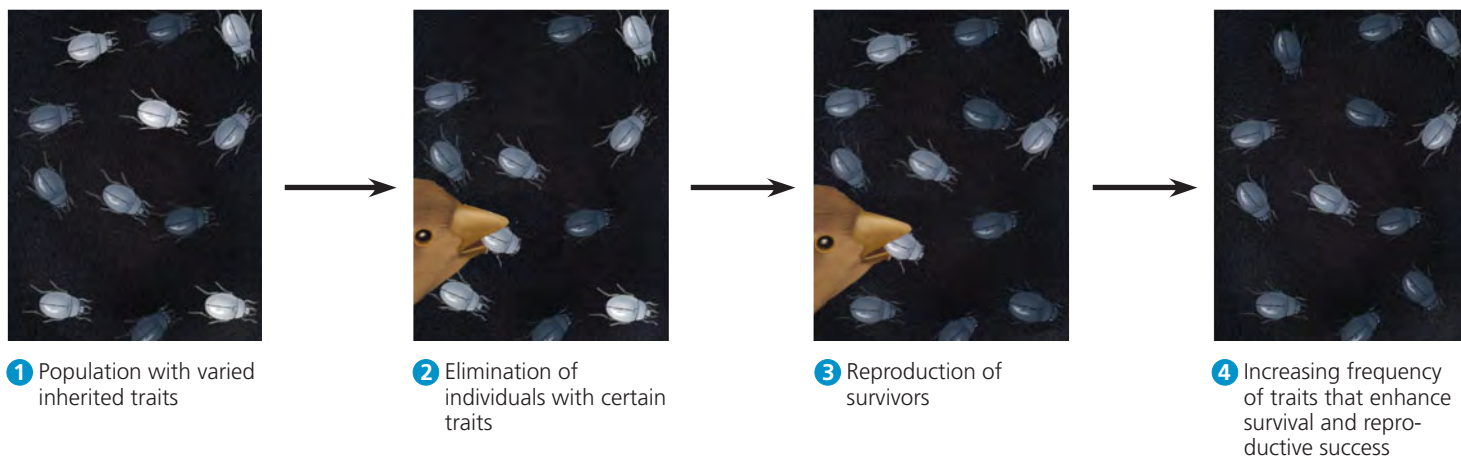 1 Population with varied
inherited traits
2 Elimination of
individuals with certain
traits
3 Reproduction of
survivors
4 Increasing frequency
of traits that enhance
survival and repro-
ductive success